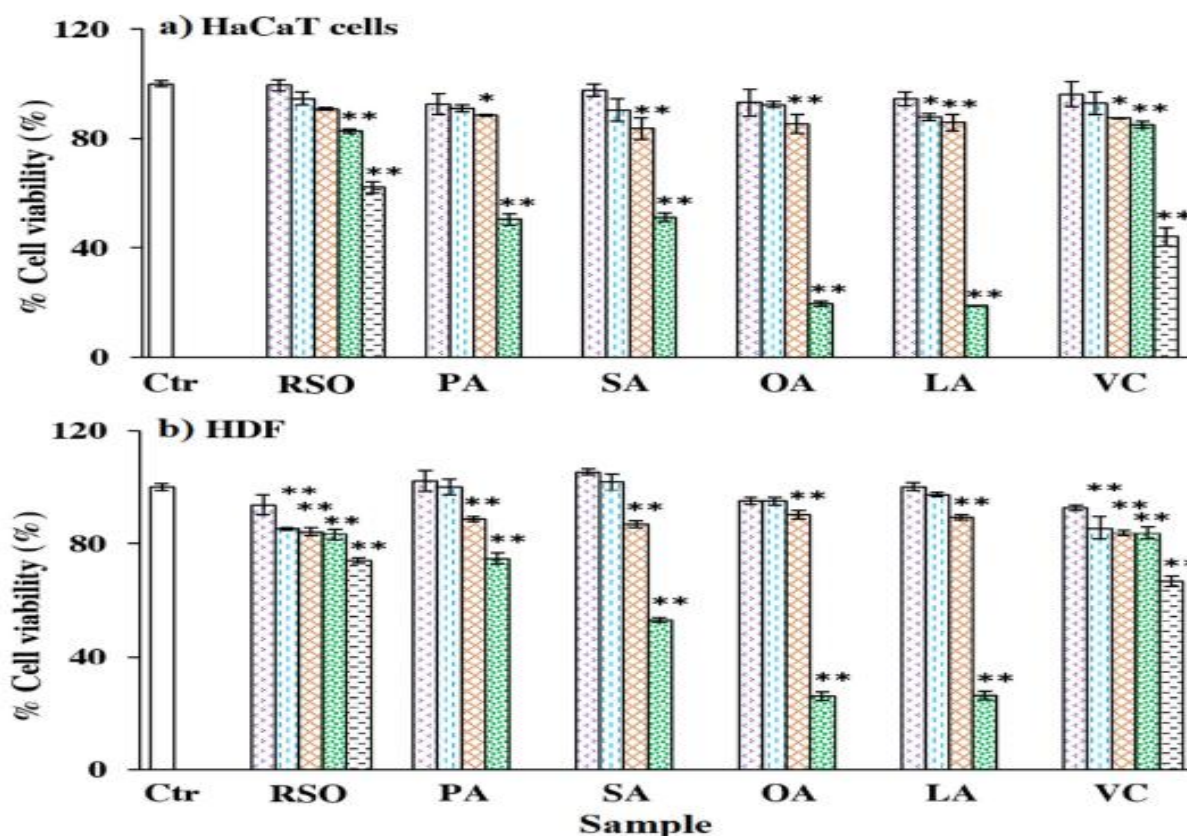 a) HaCaT cells
120
80
40
0
% Cell viability (%)
** ** * ** ** ** ** ** * ** ** * ** **
Ctr RSO PA SA OA LA VC
b) HDF
120
80
40
0
% Cell viability (%)
** ** ** ** ** ** ** ** ** ** ** ** ** ** ** **
Ctr RSO PA SA OA LA VC
Sample